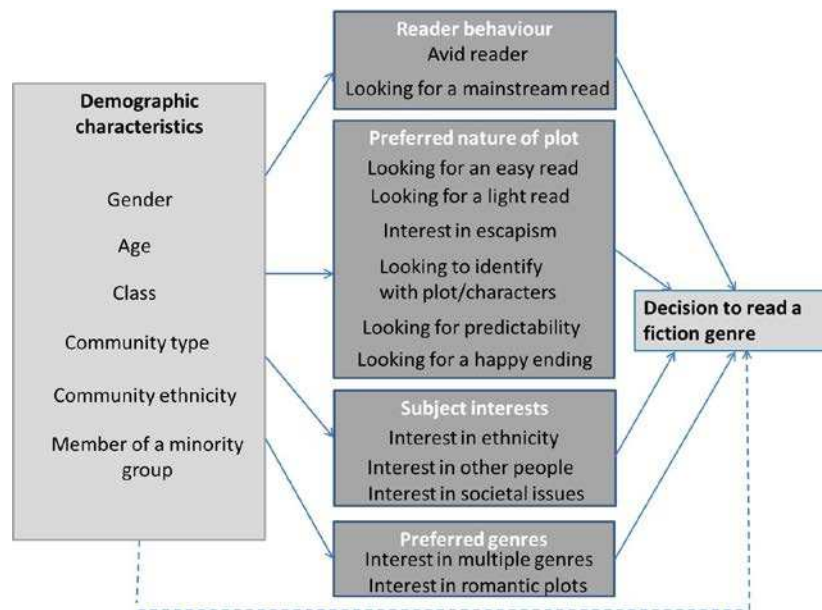 Demographic
characteristics
Gender
Age
Class
Community type
Community ethnicity
Member of a minority
group
Reader behaviour
Avid reader
Looking for a mainstream read
Preferred nature of plot
Looking for an easy read
Looking for a light read
Interest in escapism
Looking to identify
with plot/characters
Looking for predictability
Looking for a happy ending
Subject interests
Interest in ethnicity
Interest in other people
Interest in societal issues
Preferred genres
Interest in multiple genres
Interest in romantic plots
Decision to read a
fiction genre